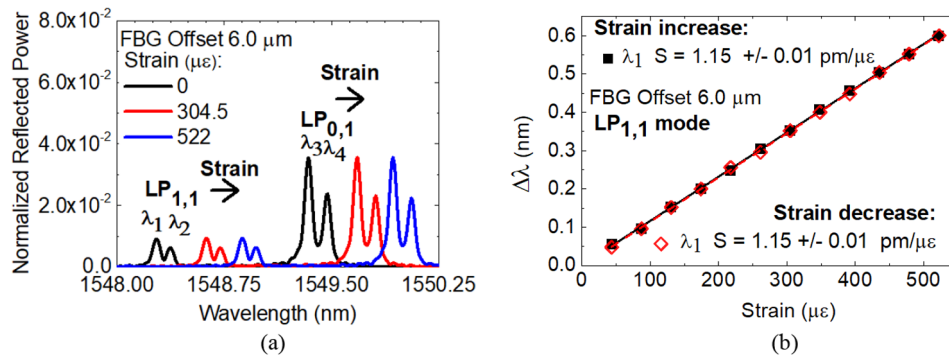 8.0x10⁻²
6.0x10⁻²
4.0x10⁻²
2.0x10⁻²
0.0
Normalized Reflected Power
FBG Offset 6.0 μm
Strain (με):
0
304.5
522
Strain
LP0,1
λ3λ4
Strain
LP1,1
λ1 λ2
1548.00 1548.75 1549.50 1550.25
Wavelength (nm)
(a)
0.6
0.5
0.4
0.3
0.2
0.1
0.0
Δλ (nm)
Strain increase:
λ1 S = 1.15 +/- 0.01 pm/με
FBG Offset 6.0 μm
LP1,1 mode
Strain decrease:
λ1 S = 1.15 +/- 0.01 pm/με
0 100 200 300 400 500
Strain (με)
(b)